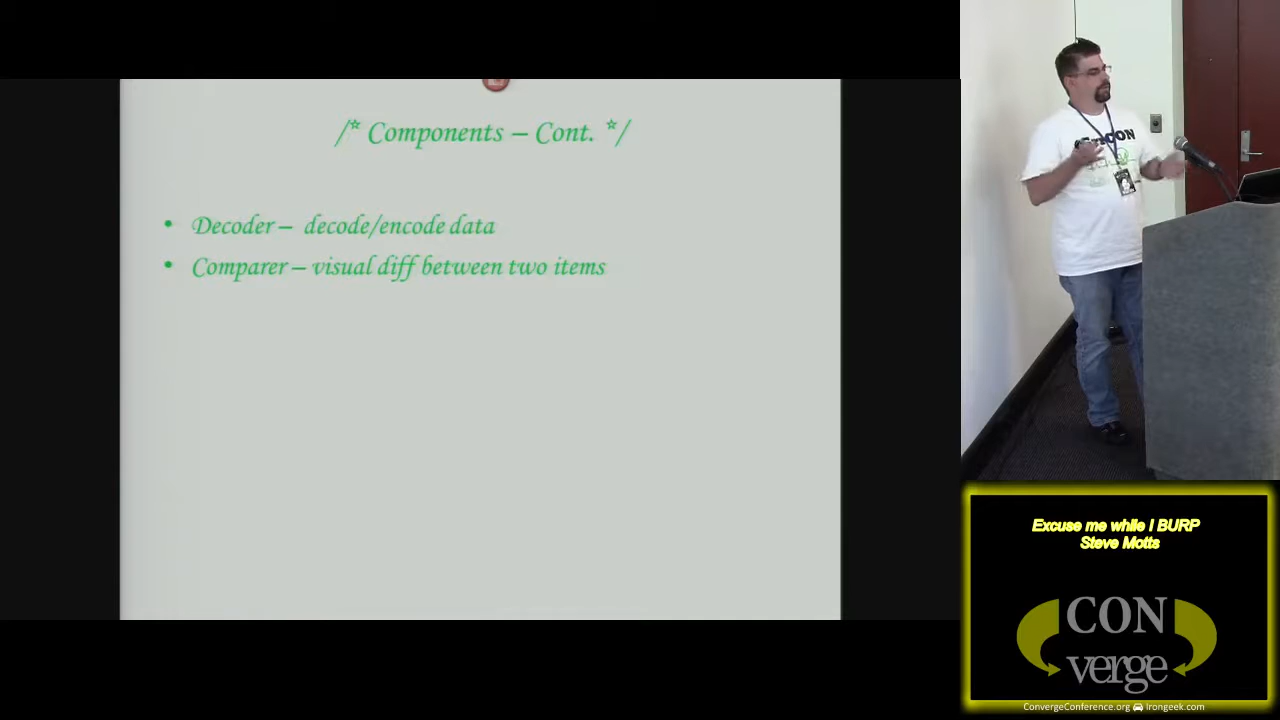 /* Components – Cont. */
• Decoder – decode/encode data
• Comparer – visual diff between two items
Excuse me while I BURP
Steve Motts
CON
verge
ConvergeConference.org Irongeek.com